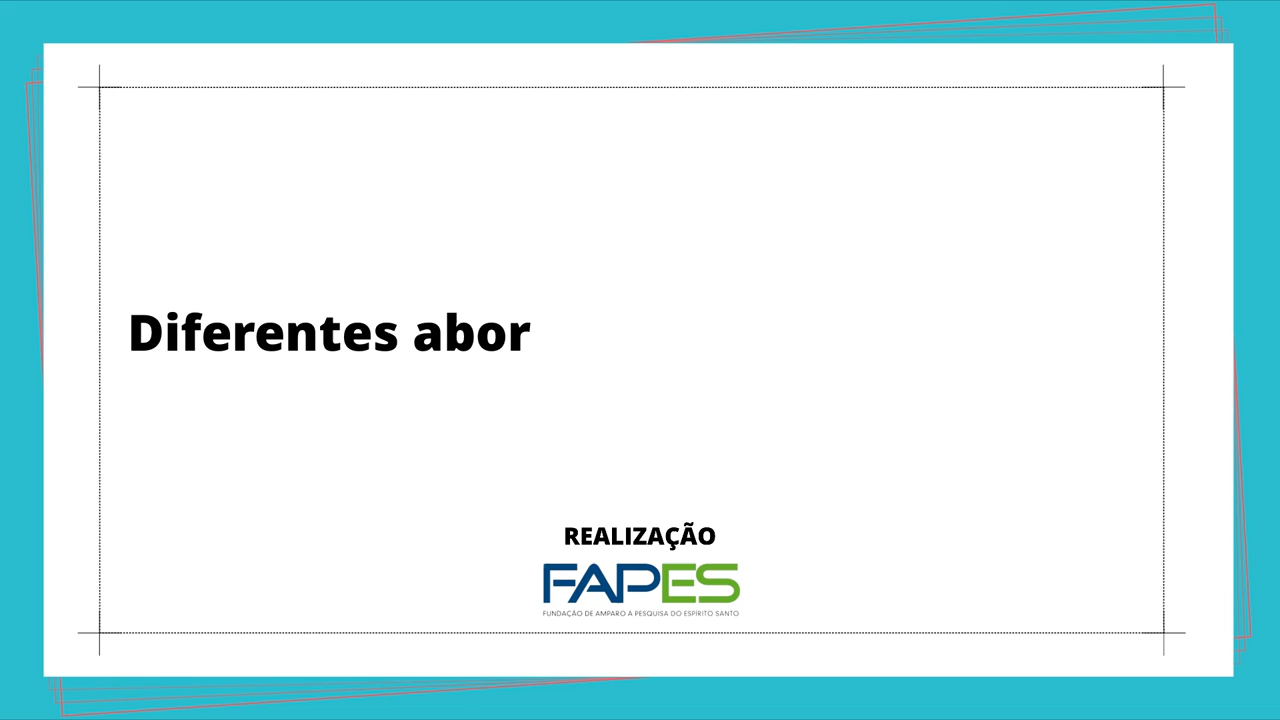 Diferentes abor
REALIZAÇÃO
FAPES
FUNDAÇÃO DE AMPARO À PESQUISA DO ESPÍRITO SANTO